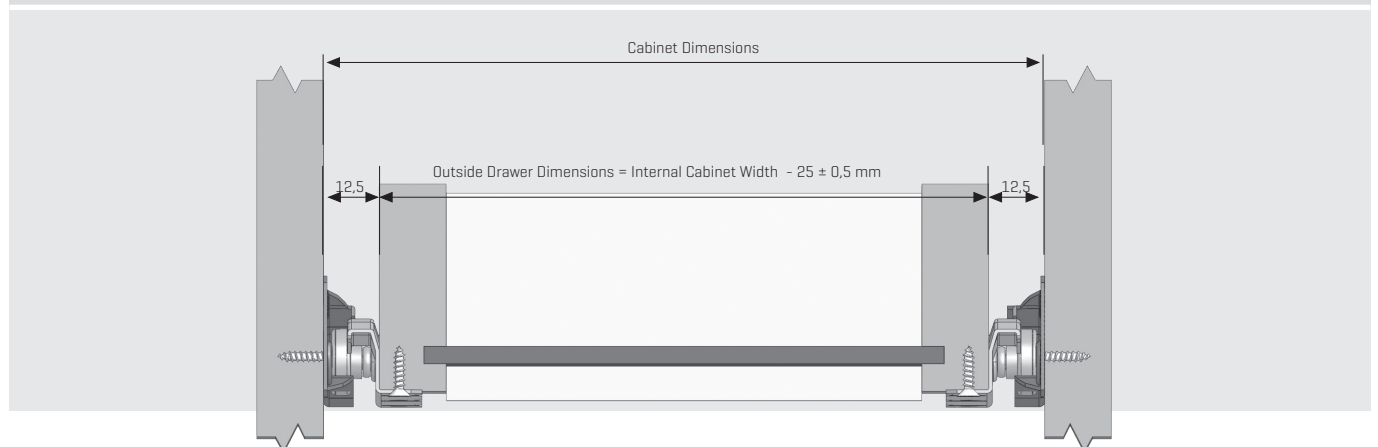 Cabinet Dimensions
Outside Drawer Dimensions = Internal Cabinet Width - 25 ± 0,5 mm
12,5
12,5